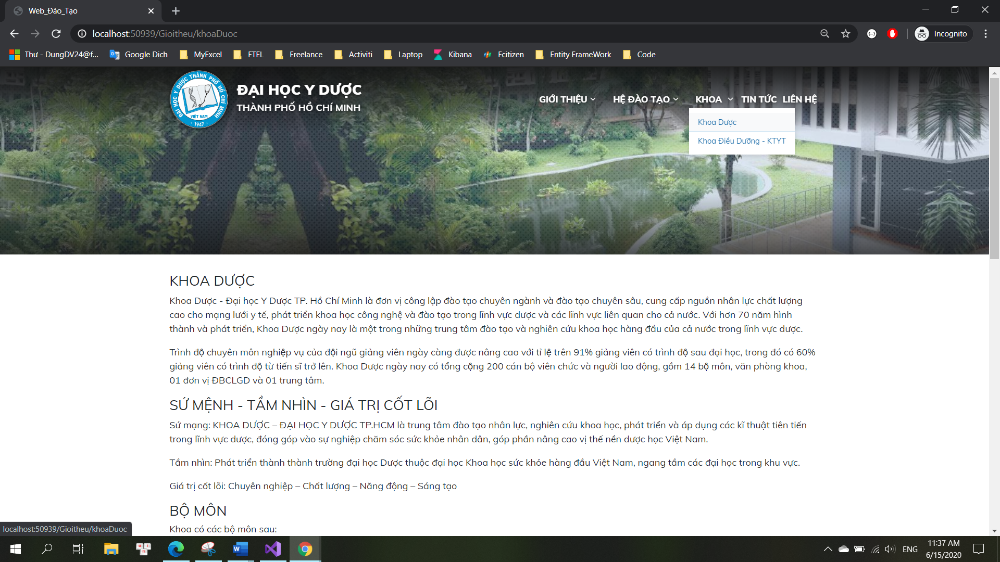 Web_Đào_Tạo
localhost:50939/Gioitheu/khoaDuoc
Incognito
Thư - DungDV24@f...
Google Dịch
MyExcel
FTEL
Freelance
Activiti
Laptop
Kibana
Fcitizen
Entity FrameWork
Code
ĐẠI HỌC Y DƯỢC THÀNH PHỐ HỒ CHÍ MINH
VIỆT NAM
· 1947 ·
ĐẠI HỌC Y DƯỢC
THÀNH PHỐ HỒ CHÍ MINH
GIỚI THIỆU
HỆ ĐÀO TẠO
KHOA
TIN TỨC
LIÊN HỆ
Khoa Dược
Khoa Điều Dưỡng - KTYT
KHOA DƯỢC
Khoa Dược - Đại học Y Dược TP. Hồ Chí Minh là đơn vị công lập đào tạo chuyên ngành và đào tạo chuyên sâu, cung cấp nguồn nhân lực chất lượng
cao cho mạng lưới y tế, phát triển khoa học công nghệ và đào tạo trong lĩnh vực dược và các lĩnh vực liên quan cho cả nước. Với hơn 70 năm hình
thành và phát triển, Khoa Dược ngày nay là một trong những trung tâm đào tạo và nghiên cứu khoa học hàng đầu của cả nước trong lĩnh vực dược.
Trình độ chuyên môn nghiệp vụ của đội ngũ giảng viên ngày càng được nâng cao với tỉ lệ trên 91% giảng viên có trình độ sau đại học, trong đó có 60%
giảng viên có trình độ từ tiến sĩ trở lên. Khoa Dược ngày nay có tổng cộng 200 cán bộ viên chức và người lao động, gồm 14 bộ môn, văn phòng khoa,
01 đơn vị ĐBCLGD và 01 trung tâm.
SỨ MỆNH - TẦM NHÌN - GIÁ TRỊ CỐT LÕI
Sứ mạng: KHOA DƯỢC – ĐẠI HỌC Y DƯỢC TP.HCM là trung tâm đào tạo nhân lực, nghiên cứu khoa học, phát triển và áp dụng các kĩ thuật tiên tiến
trong lĩnh vực dược, đóng góp vào sự nghiệp chăm sóc sức khỏe nhân dân, góp phần nâng cao vị thế nền dược học Việt Nam.
Tầm nhìn: Phát triển thành thành trường đại học Dược thuộc đại học Khoa học sức khỏe hàng đầu Việt Nam, ngang tầm các đại học trong khu vực.
Giá trị cốt lõi: Chuyên nghiệp – Chất lượng – Năng động – Sáng tạo
BỘ MÔN
Khoa có các bộ môn sau:
localhost:50939/Gioitheu/khoaDuoc
ENG
11:37 AM
6/15/2020